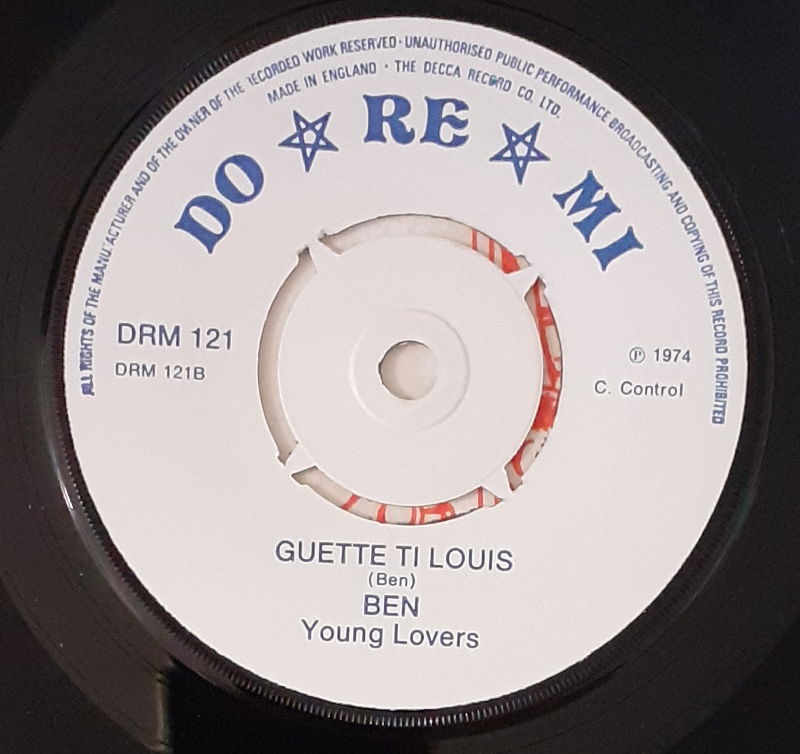 ALL RIGHTS OF THE MANUFACTURER AND OF THE OWNER OF THE RECORDED WORK RESERVED · UNAUTHORISED PUBLIC PERFORMANCE BROADCASTING AND COPYING OF THIS RECORD PROHIBITED
MADE IN ENGLAND · THE DECCA RECORD CO. LTD.
DO ☆ RE ☆ MI
DRM 121
DRM 121B
℗ 1974
C. Control
GUETTE TI LOUIS
(Ben)
BEN
Young Lovers